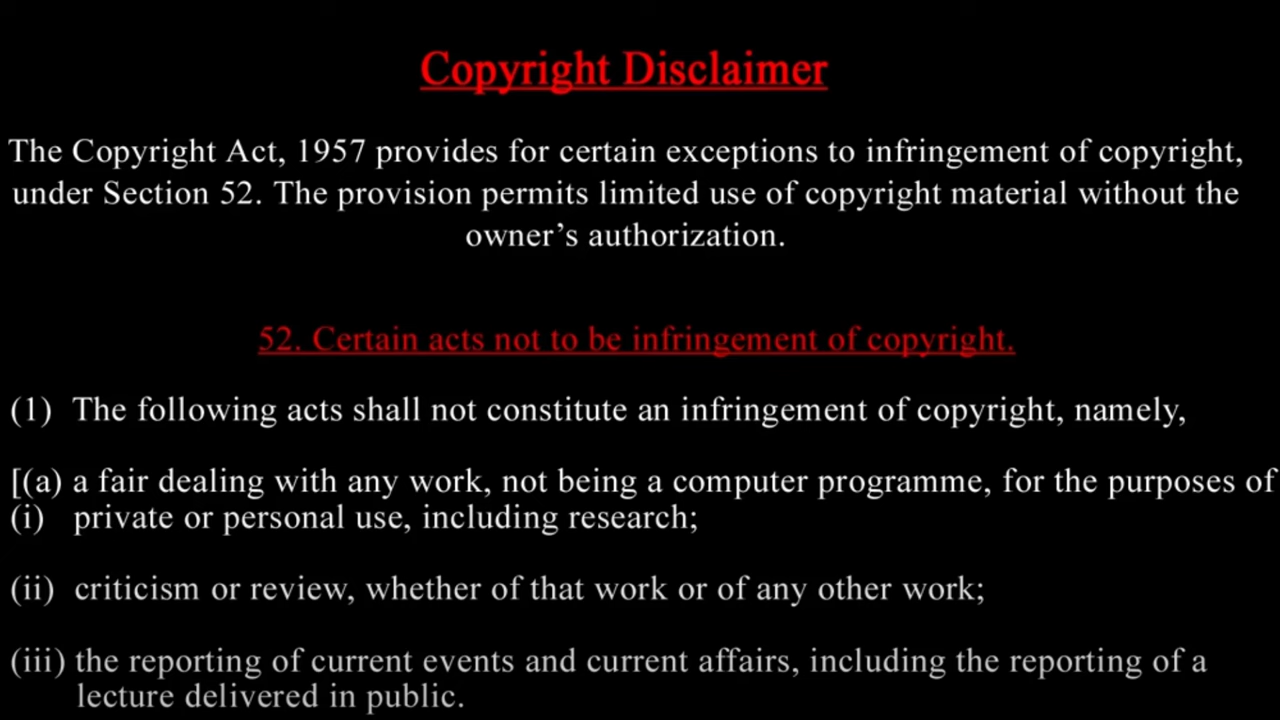 Copyright Disclaimer
The Copyright Act, 1957 provides for certain exceptions to infringement of copyright,
under Section 52. The provision permits limited use of copyright material without the
owner’s authorization.
52. Certain acts not to be infringement of copyright.
(1) The following acts shall not constitute an infringement of copyright, namely,
[(a) a fair dealing with any work, not being a computer programme, for the purposes of
(i) private or personal use, including research;
(ii) criticism or review, whether of that work or of any other work;
(iii) the reporting of current events and current affairs, including the reporting of a
lecture delivered in public.